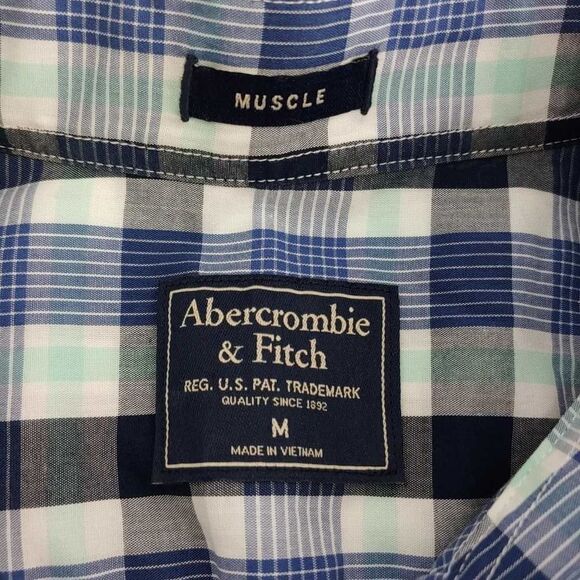 MUSCLE
Abercrombie
& Fitch
REG. U.S. PAT. TRADEMARK
QUALITY SINCE 1892
M
MADE IN VIETNAM